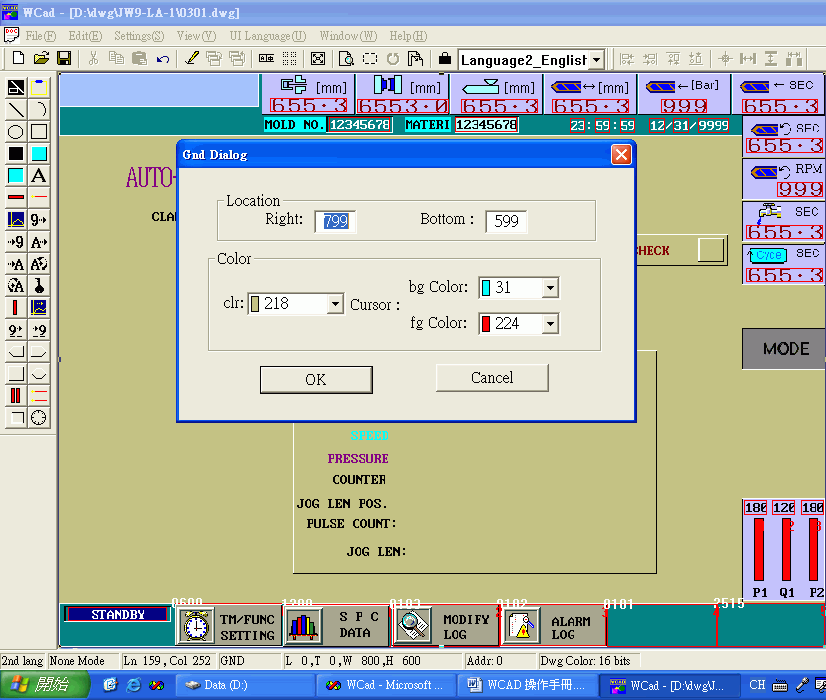 WCad - [D:\dwg\JW9-LA-1\0301.dwg]
File(F) Edit(E) Settings(S) View(V) UI Language(U) Window(W) Help(H)
Language2_English
[mm] [mm] [mm] ↔[mm] ←[Bar] ← SEC
655.3 6553.0 655.3 655.3 999 655.3
MOLD NO. 12345678 MATERI 12345678 23:59:59 12/31/9999
SEC
655.3
RPM
999
SEC
655.3
Cyce SEC
655.3
AUTO-
CLA
HECK
MODE
Gnd Dialog
Location
Right: 799 Bottom : 599
Color
clr: 218 Cursor :
bg Color: 31
fg Color: 224
OK Cancel
SPEED
PRESSURE
COUNTER
JOG LEN POS.
PULSE COUNT:
JOG LEN:
180 120 180
P1 Q1 P2
0600 1200 0103 0102 0101 2515
STANDBY
TM/FUNC
SETTING
S P C
DATA
MODIFY
LOG
ALARM
LOG
2nd lang None Mode Ln 159, Col 252 GND L 0,T 0,W 800,H 600 Addr: 0 Dwg Color: 16 bits
開始 Data (D:) WCad - Microsoft ... WCAD 操作手冊.... WCad - [D:\dwg\J... CH